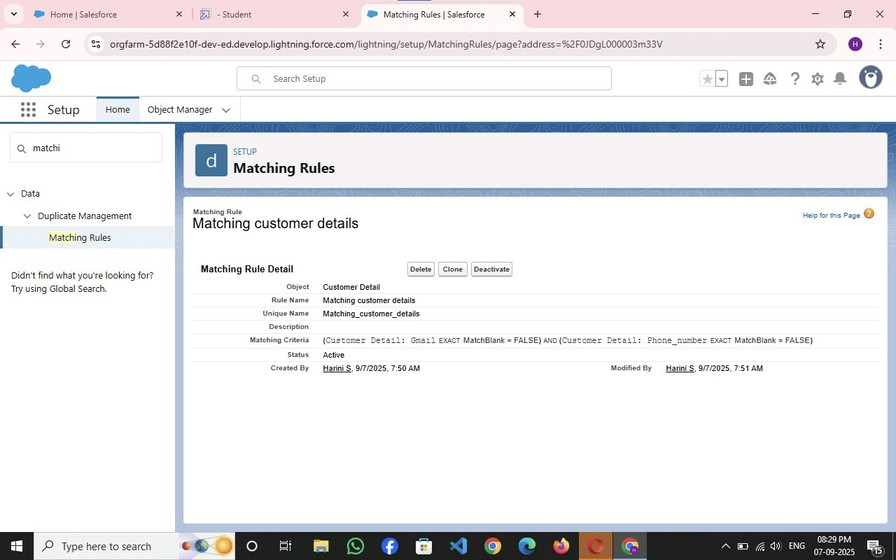 Home | Salesforce
- Student
Matching Rules | Salesforce
orgfarm-5d88f2e10f-dev-ed.develop.lightning.force.com/lightning/setup/MatchingRules/page?address=%2F0JDgL000003m33V
H
Search Setup
Setup
Home
Object Manager
matchi
Data
Duplicate Management
Matching Rules
Didn't find what you're looking for?
Try using Global Search.
d
SETUP
Matching Rules
Matching Rule
Matching customer details
Help for this Page ?
Matching Rule Detail
Delete
Clone
Deactivate
Object Customer Detail
Rule Name Matching customer details
Unique Name Matching_customer_details
Description
Matching Criteria (Customer Detail: Gmail EXACT MatchBlank = FALSE) AND (Customer Detail: Phone_number EXACT MatchBlank = FALSE)
Status Active
Created By Harini S, 9/7/2025, 7:50 AM Modified By Harini S, 9/7/2025, 7:51 AM
Type here to search
ENG
08:29 PM
07-09-2025